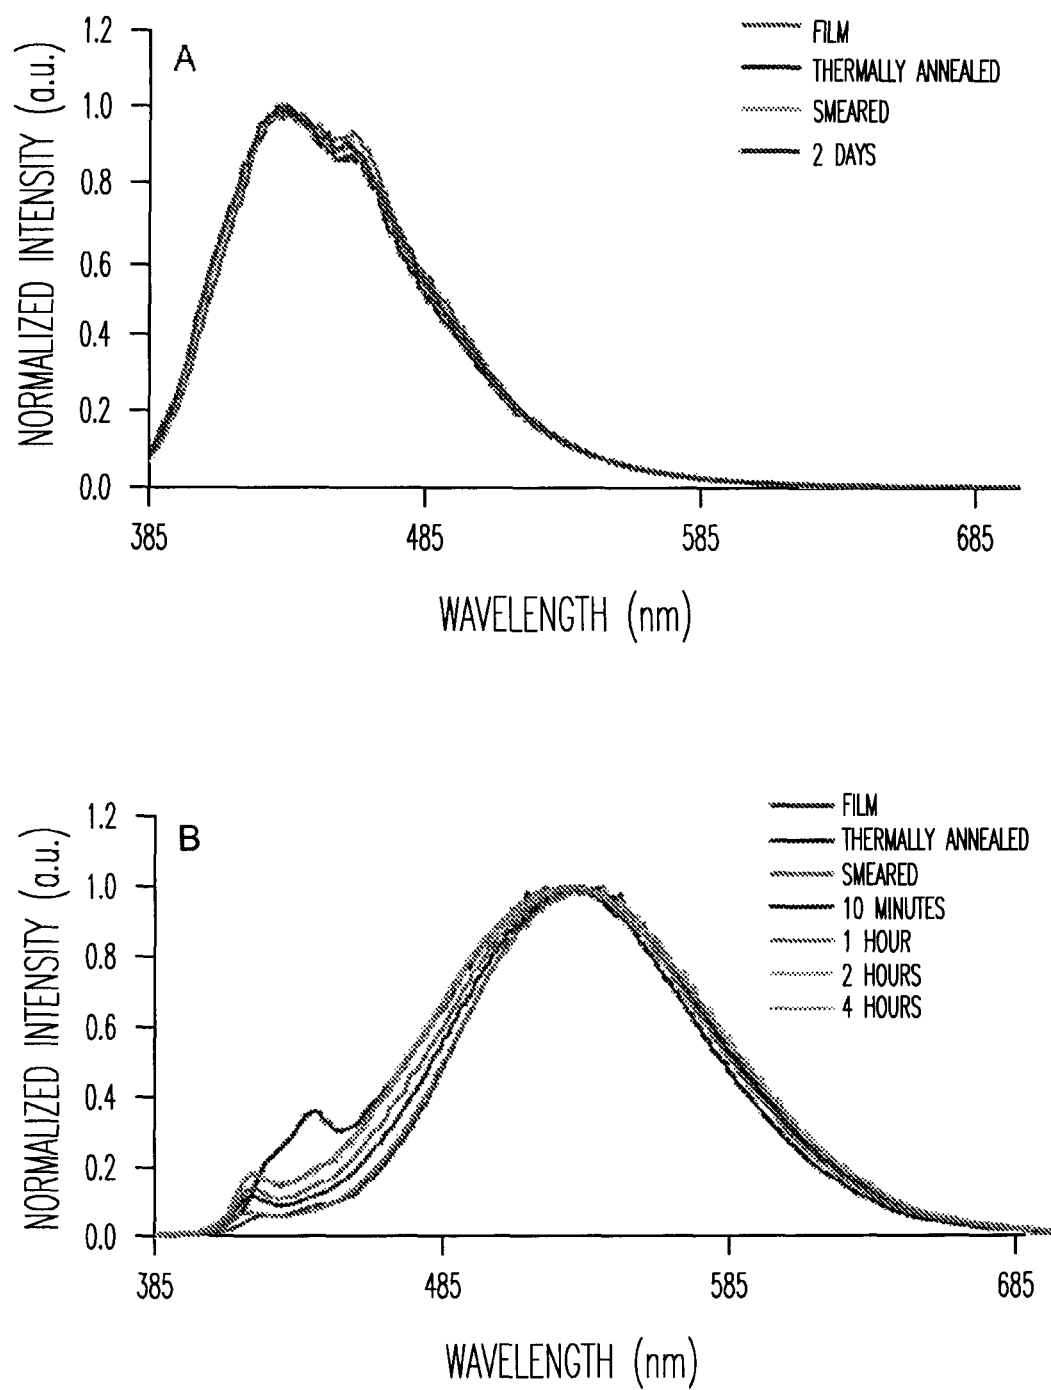 A
FILM
THERMALLY ANNEALED
SMEARED
2 DAYS
NORMALIZED INTENSITY (a.u.)
1.2
1.0
0.8
0.6
0.4
0.2
0.0
385 485 585 685
WAVELENGTH (nm)
B
FILM
THERMALLY ANNEALED
SMEARED
10 MINUTES
1 HOUR
2 HOURS
4 HOURS
NORMALIZED INTENSITY (a.u.)
1.2
1.0
0.8
0.6
0.4
0.2
0.0
385 485 585 685
WAVELENGTH (nm)